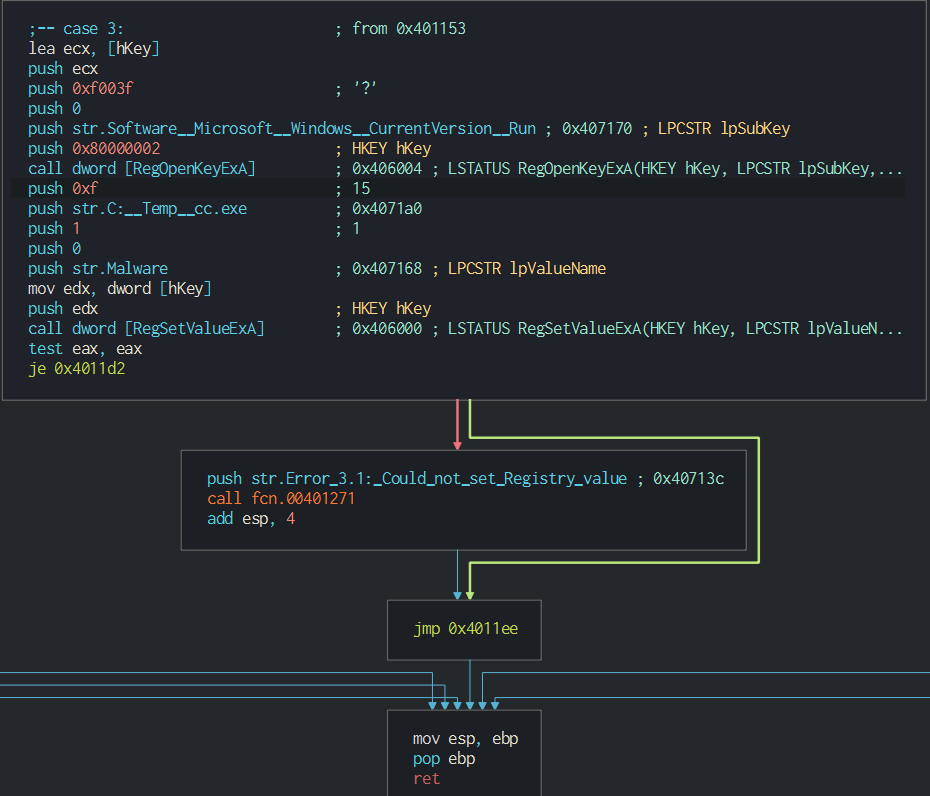 ;-- case 3: ; from 0x401153
lea ecx, [hKey]
push ecx
push 0xf003f ; '?'
push 0
push str.Software__Microsoft__Windows__CurrentVersion__Run ; 0x407170 ; LPCSTR lpSubKey
push 0x80000002 ; HKEY hKey
call dword [RegOpenKeyExA] ; 0x406004 ; LSTATUS RegOpenKeyExA(HKEY hKey, LPCSTR lpSubKey,...
push 0xf ; 15
push str.C:__Temp__cc.exe ; 0x4071a0
push 1 ; 1
push 0
push str.Malware ; 0x407168 ; LPCSTR lpValueName
mov edx, dword [hKey]
push edx ; HKEY hKey
call dword [RegSetValueExA] ; 0x406000 ; LSTATUS RegSetValueExA(HKEY hKey, LPCSTR lpValueN...
test eax, eax
je 0x4011d2
push str.Error_3.1:_Could_not_set_Registry_value ; 0x40713c
call fcn.00401271
add esp, 4
jmp 0x4011ee
mov esp, ebp
pop ebp
ret